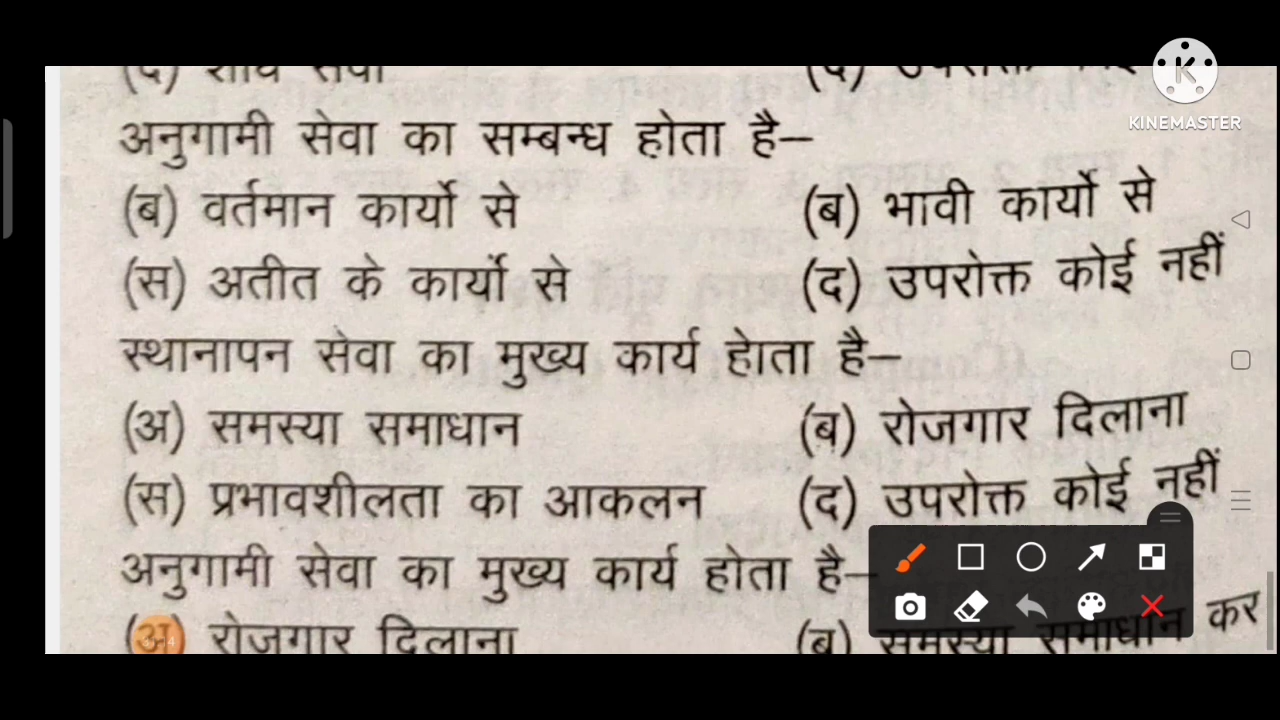 (द) शोध सेवा (द) उपरोक्त
KINEMASTER
अनुगामी सेवा का सम्बन्ध होता है–
(ब) वर्तमान कार्यो से (ब) भावी कार्यो से
(स) अतीत के कार्यो से (द) उपरोक्त कोई नहीं
स्थानापन सेवा का मुख्य कार्य हेाता है–
(अ) समस्या समाधान (ब) रोजगार दिलाना
(स) प्रभावशीलता का आकलन (द) उपरोक्त कोई नहीं
अनुगामी सेवा का मुख्य कार्य होता है–
(अ) रोजगार दिलाना (ब) समस्या समाधान कर